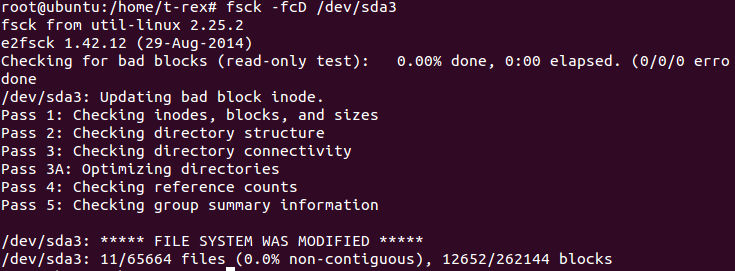 root@ubuntu:/home/t-rex# fsck -fcD /dev/sda3
fsck from util-linux 2.25.2
e2fsck 1.42.12 (29-Aug-2014)
Checking for bad blocks (read-only test):   0.00% done, 0:00 elapsed. (0/0/0 erro
done
/dev/sda3: Updating bad block inode.
Pass 1: Checking inodes, blocks, and sizes
Pass 2: Checking directory structure
Pass 3: Checking directory connectivity
Pass 3A: Optimizing directories
Pass 4: Checking reference counts
Pass 5: Checking group summary information
/dev/sda3: ***** FILE SYSTEM WAS MODIFIED *****
/dev/sda3: 11/65664 files (0.0% non-contiguous), 12652/262144 blocks